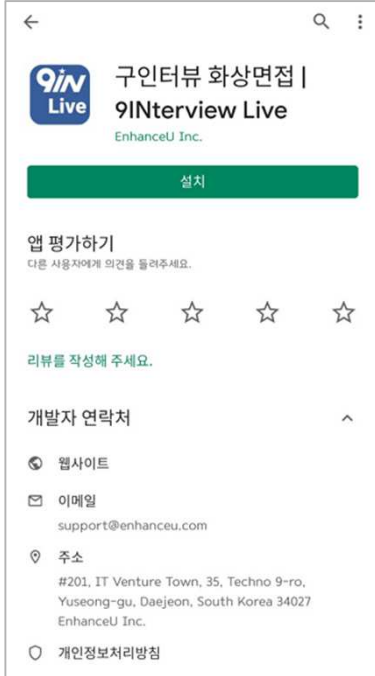 9iN
Live
구인터뷰 화상면접 |
9INterview Live
EnhanceU Inc.
설치
앱 평가하기
다른 사용자에게 의견을 들려주세요.
리뷰를 작성해 주세요.
개발자 연락처
웹사이트
이메일
support@enhanceu.com
주소
#201, IT Venture Town, 35, Techno 9-ro,
Yuseong-gu, Daejeon, South Korea 34027
EnhanceU Inc.
개인정보처리방침